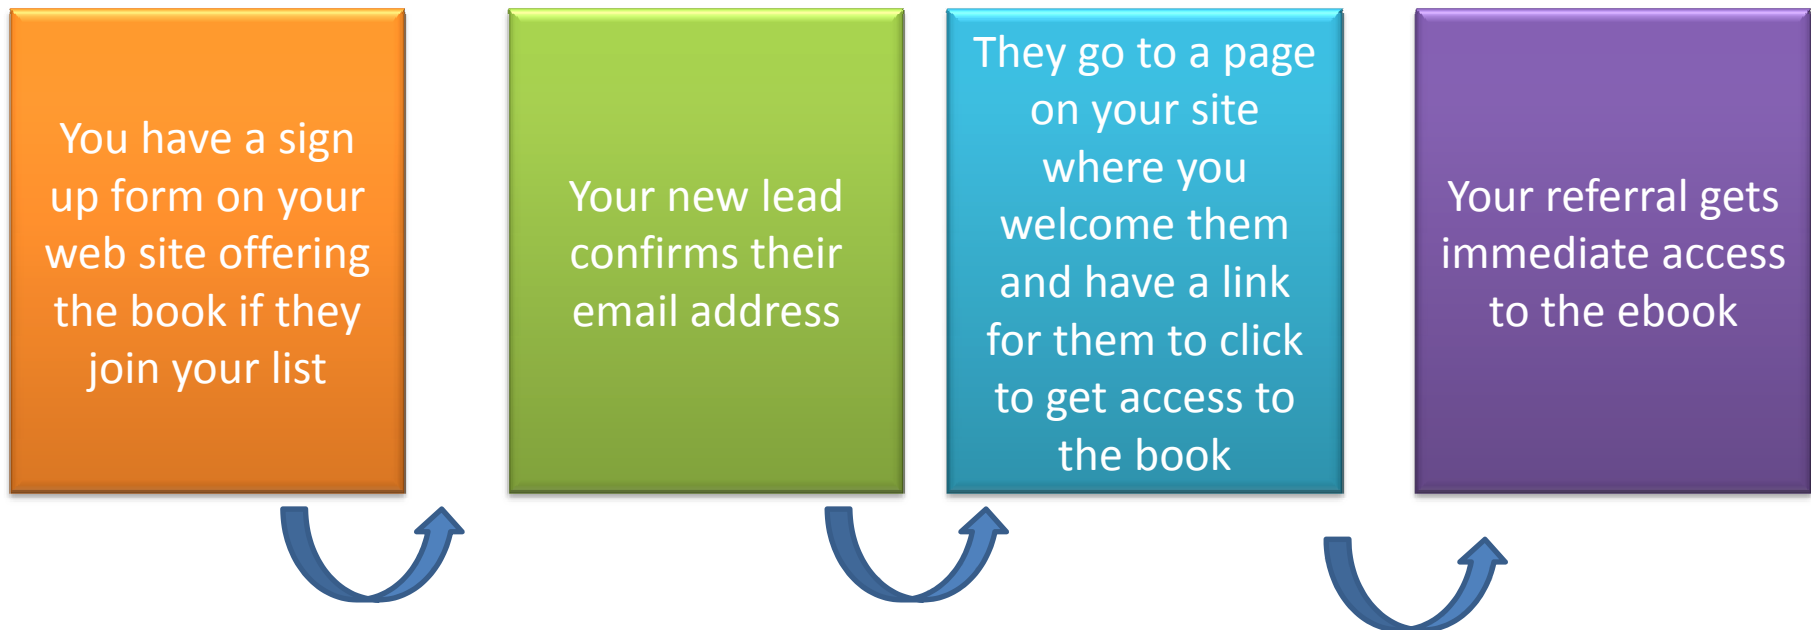 You have a sign
up form on your
web site offering
the book if they
join your list
Your new lead
confirms their
email address
They go to a page
on your site
where you
welcome them
and have a link
for them to click
to get access to
the book
Your referral gets
immediate access
to the ebook